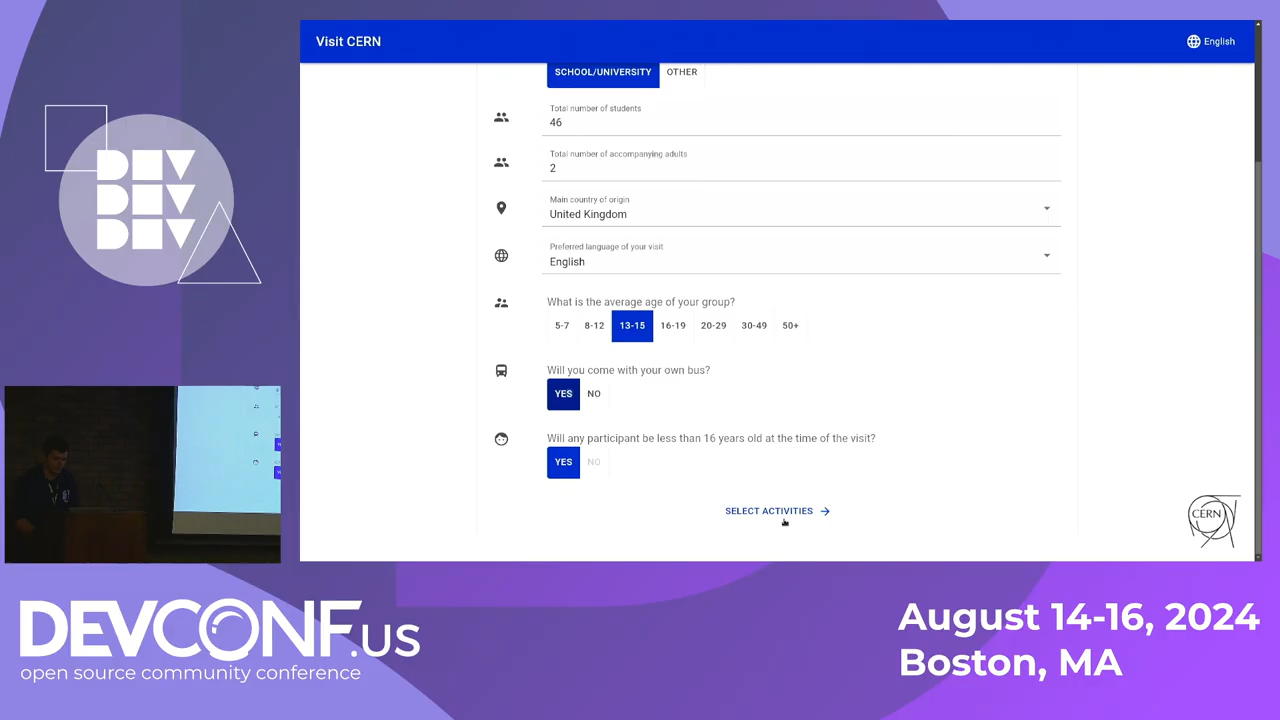 Visit CERN
English
SCHOOL/UNIVERSITY OTHER
Total number of students
46
Total number of accompanying adults
2
Main country of origin
United Kingdom
Preferred language of your visit
English
What is the average age of your group?
5-7 8-12 13-15 16-19 20-29 30-49 50+
Will you come with your own bus?
YES NO
Will any participant be less than 16 years old at the time of the visit?
YES NO
SELECT ACTIVITIES
CERN
DEV
DEV
DEV
DEVCONF.US
open source community conference
August 14-16, 2024
Boston, MA